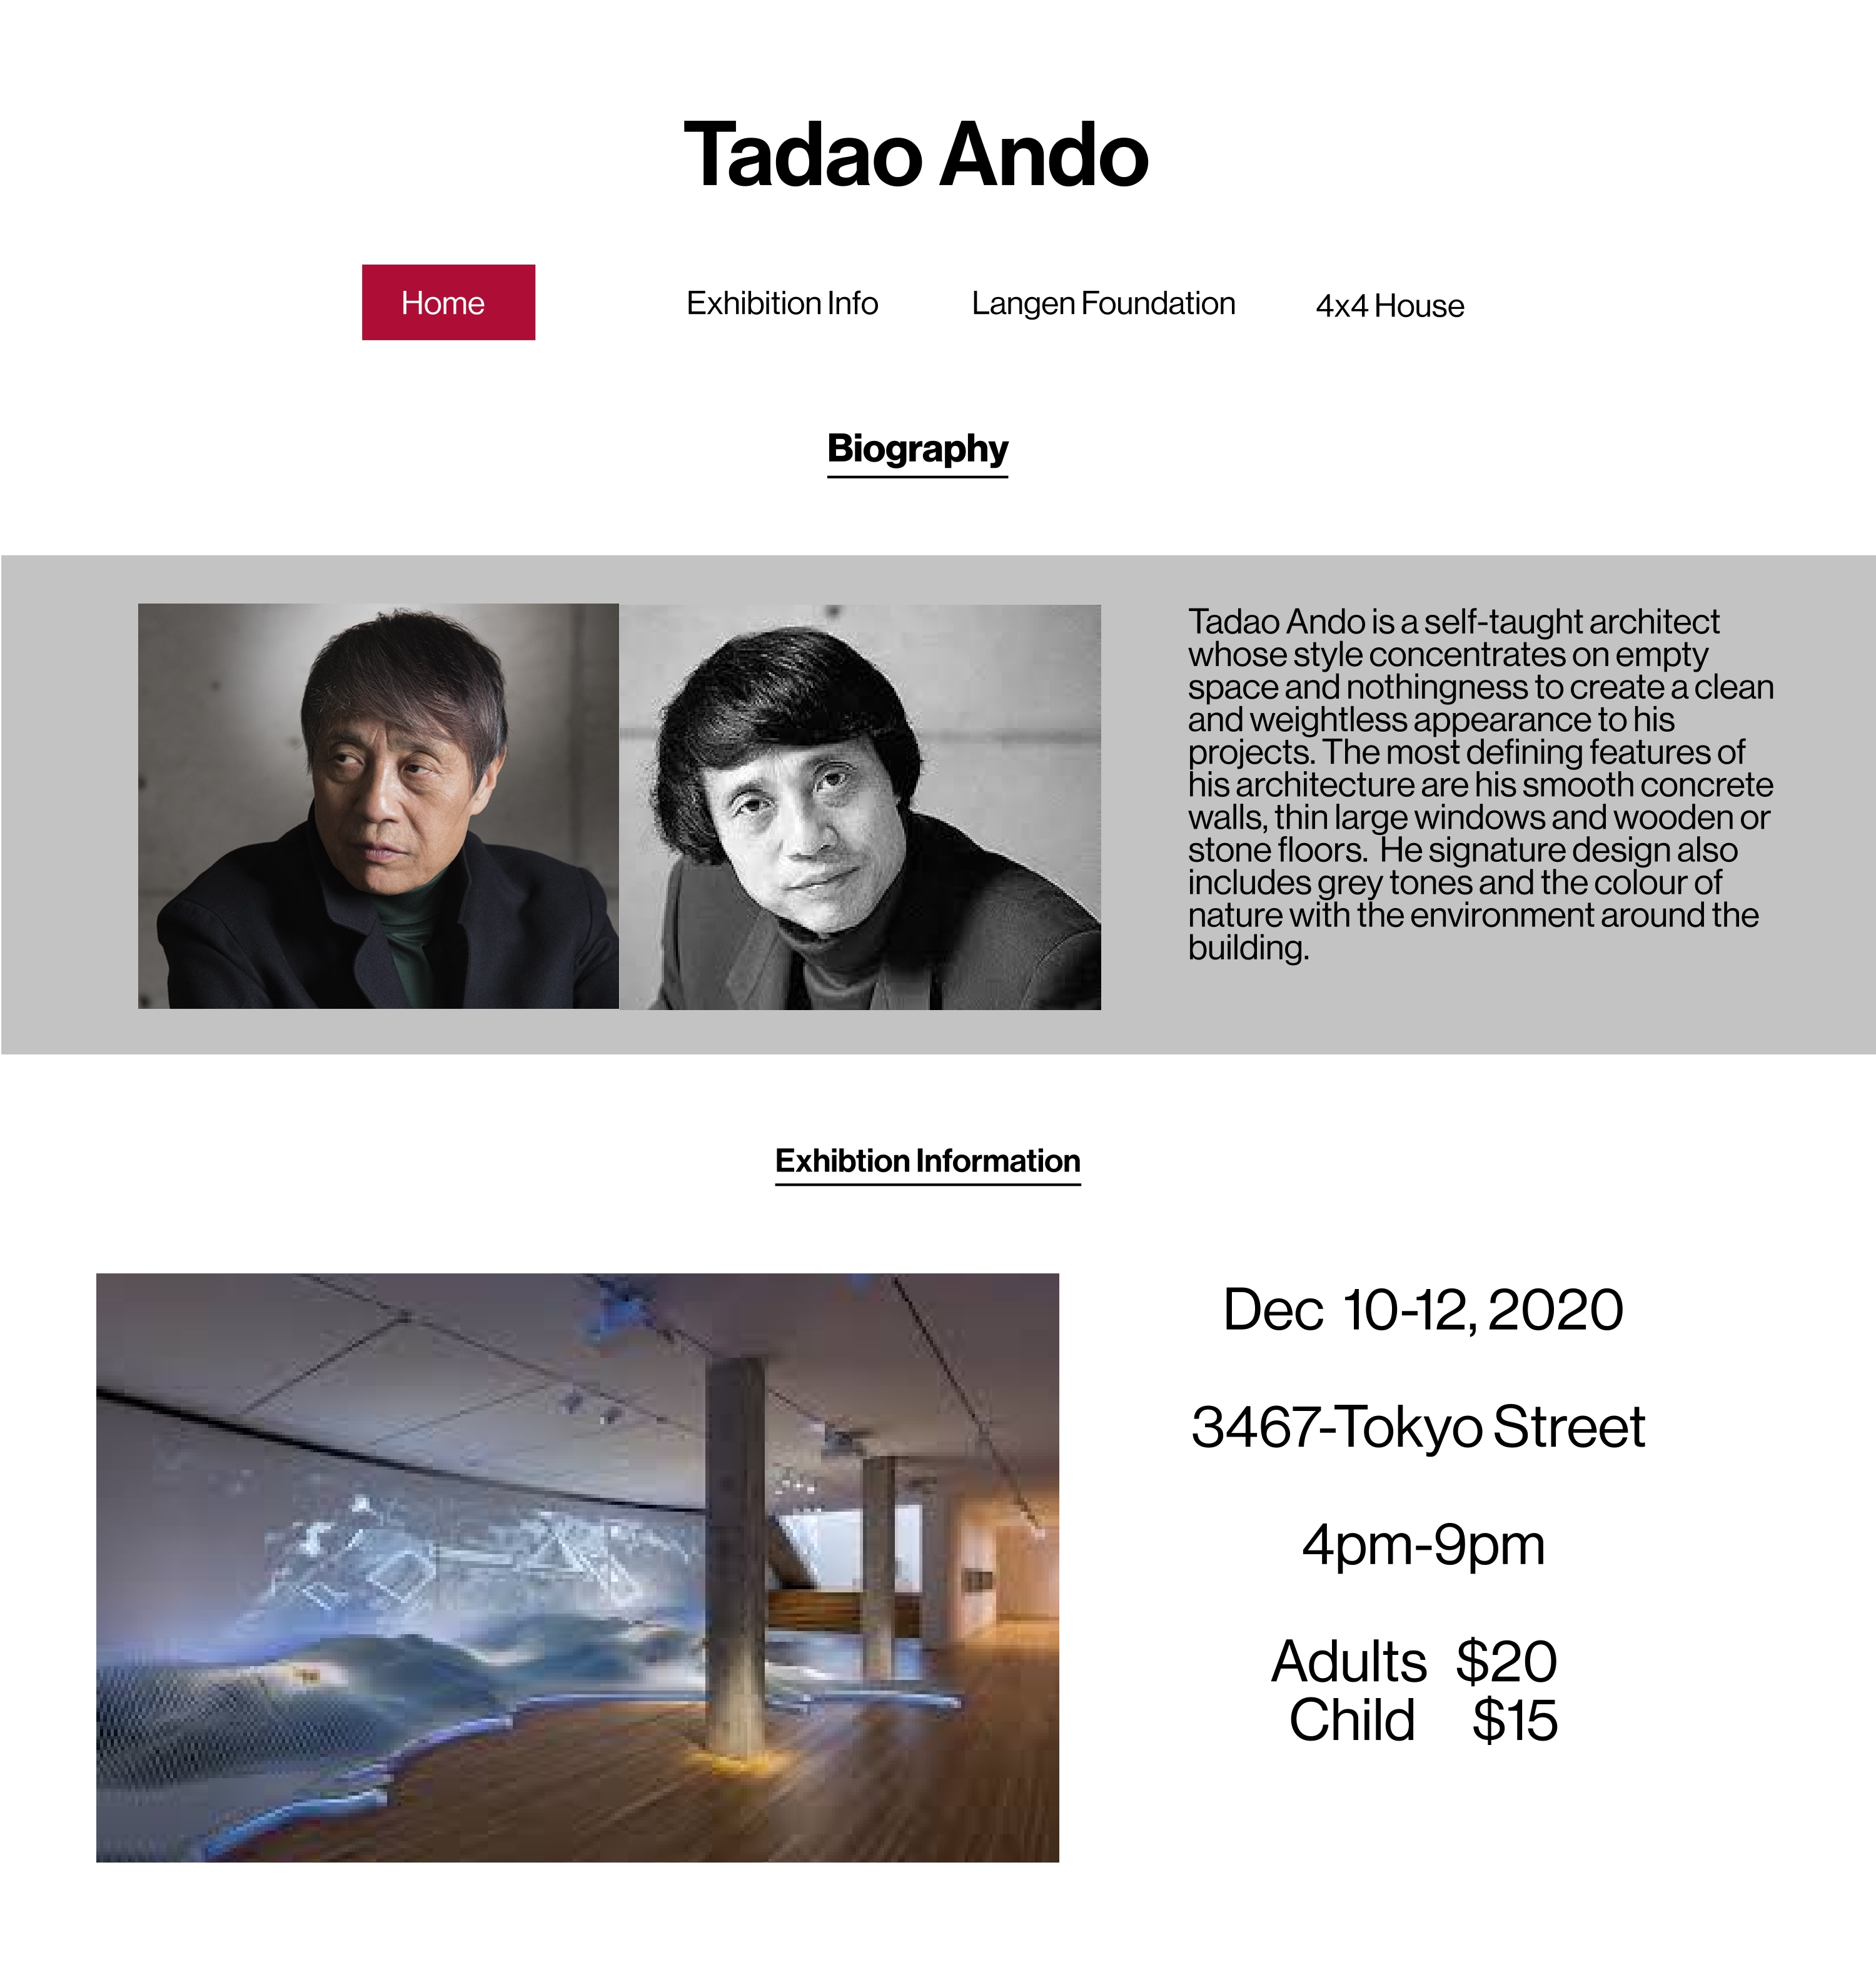 Tadao Ando
Home Exhibition Info Langen Foundation 4x4 House
Biography
Tadao Ando is a self-taught architect
whose style concentrates on empty
space and nothingness to create a clean
and weightless appearance to his
projects. The most defining features of
his architecture are his smooth concrete
walls, thin large windows and wooden or
stone floors.  He signature design also
includes grey tones and the colour of
nature with the environment around the
building.
Exhibtion Information
Dec  10-12, 2020
3467-Tokyo Street
4pm-9pm
Adults  $20
Child    $15